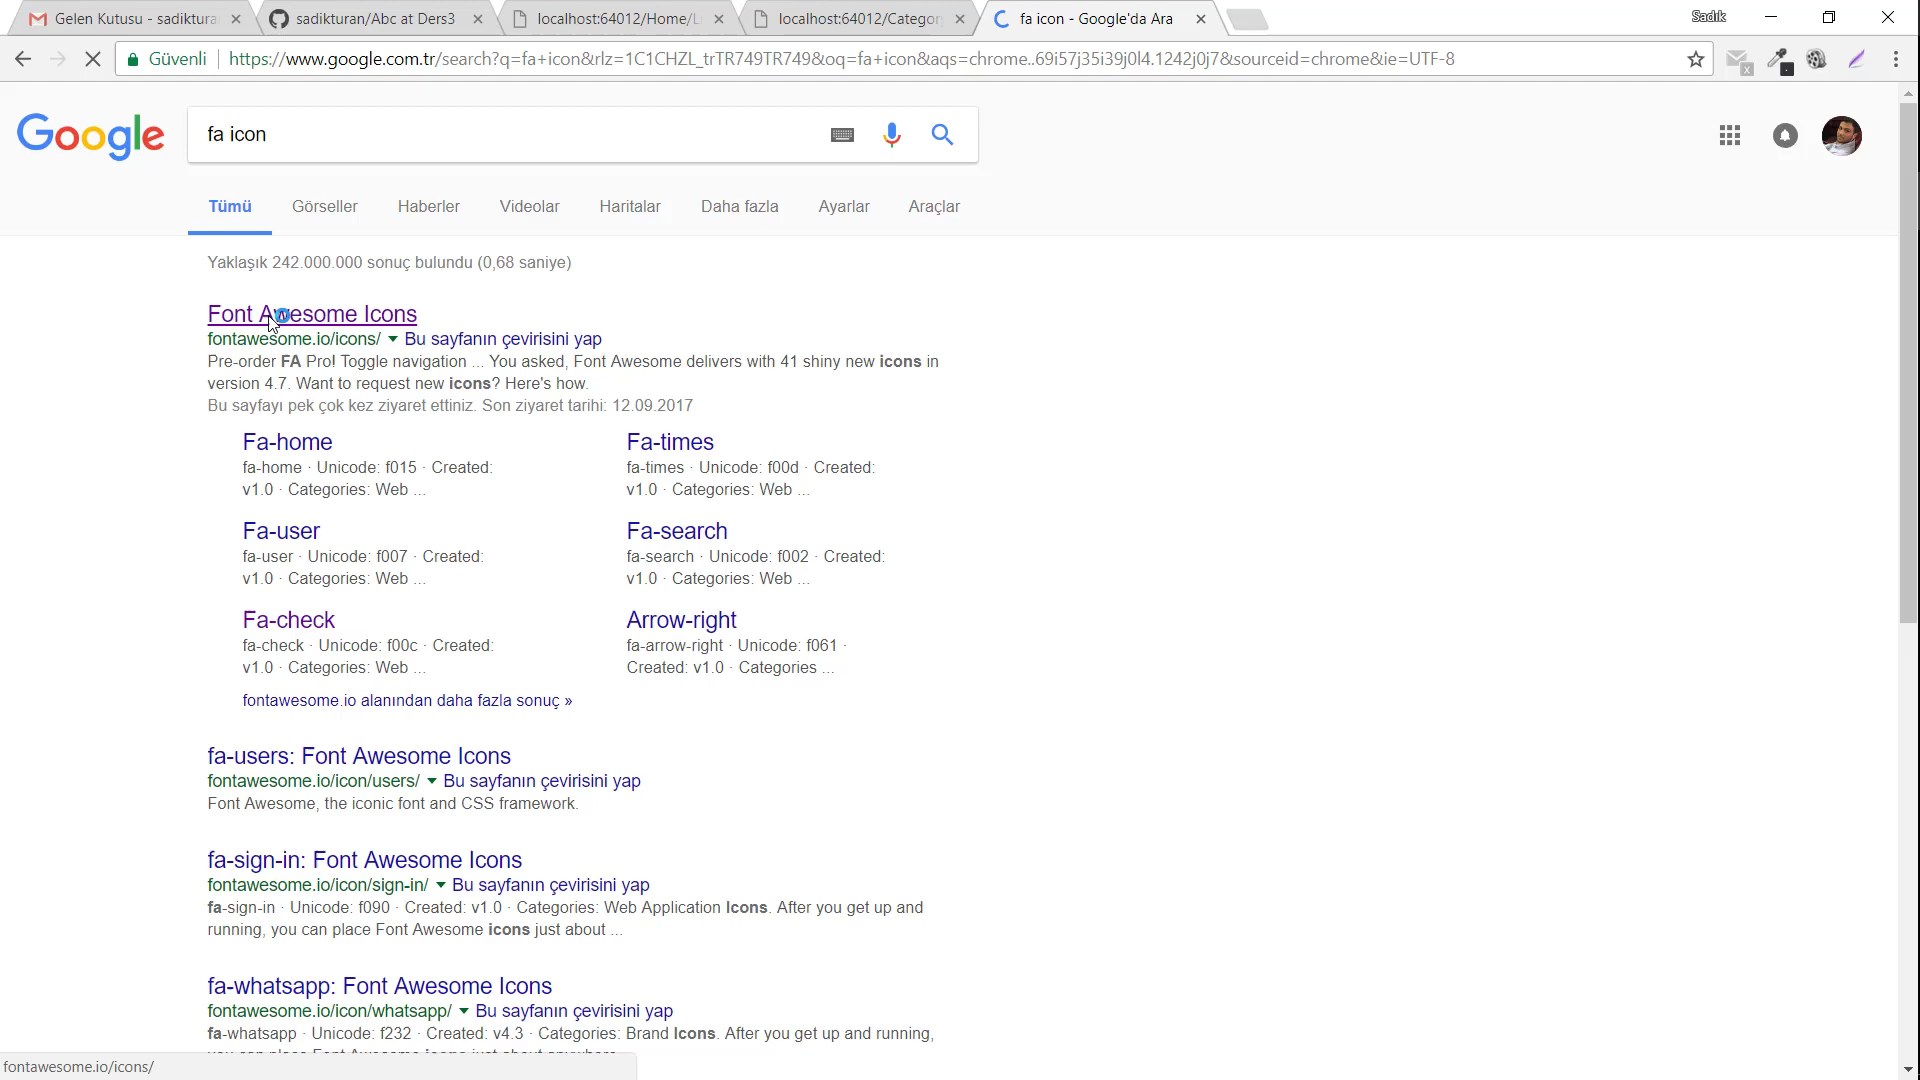 Gelen Kutusu - sadiktura
sadikturan/Abc at Ders3
localhost:64012/Home/L
localhost:64012/Categor
fa icon - Google'da Ara
Sadık
Güvenli
https://www.google.com.tr/search?q=fa+icon&rlz=1C1CHZL_trTR749TR749&oq=fa+icon&aqs=chrome..69i57j35i39j0l4.1242j0j7&sourceid=chrome&ie=UTF-8
Google
fa icon
Tümü Görseller Haberler Videolar Haritalar Daha fazla Ayarlar Araçlar
Yaklaşık 242.000.000 sonuç bulundu (0,68 saniye)
Font Awesome Icons
fontawesome.io/icons/ Bu sayfanın çevirisini yap
Pre-order FA Pro! Toggle navigation ... You asked, Font Awesome delivers with 41 shiny new icons in
version 4.7. Want to request new icons? Here's how.
Bu sayfayı pek çok kez ziyaret ettiniz. Son ziyaret tarihi: 12.09.2017
Fa-home
fa-home · Unicode: f015 · Created:
v1.0 · Categories: Web ...
Fa-times
fa-times · Unicode: f00d · Created:
v1.0 · Categories: Web ...
Fa-user
fa-user · Unicode: f007 · Created:
v1.0 · Categories: Web ...
Fa-search
fa-search · Unicode: f002 · Created:
v1.0 · Categories: Web ...
Fa-check
fa-check · Unicode: f00c · Created:
v1.0 · Categories: Web ...
Arrow-right
fa-arrow-right · Unicode: f061 ·
Created: v1.0 · Categories ...
fontawesome.io alanından daha fazla sonuç »
fa-users: Font Awesome Icons
fontawesome.io/icon/users/ Bu sayfanın çevirisini yap
Font Awesome, the iconic font and CSS framework.
fa-sign-in: Font Awesome Icons
fontawesome.io/icon/sign-in/ Bu sayfanın çevirisini yap
fa-sign-in · Unicode: f090 · Created: v1.0 · Categories: Web Application Icons. After you get up and
running, you can place Font Awesome icons just about ...
fa-whatsapp: Font Awesome Icons
fontawesome.io/icon/whatsapp/ Bu sayfanın çevirisini yap
fa-whatsapp · Unicode: f232 · Created: v4.3 · Categories: Brand Icons. After you get up and running,
fontawesome.io/icons/